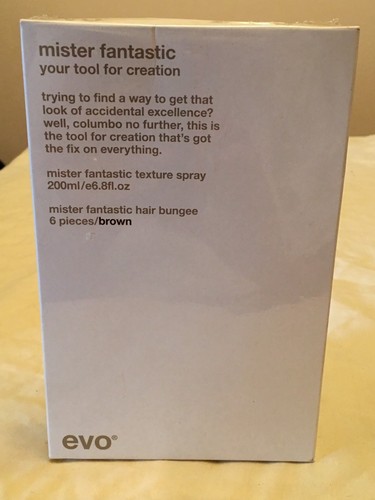 mister fantastic
your tool for creation
trying to find a way to get that
look of accidental excellence?
well, columbo no further, this is
the tool for creation that's got
the fix on everything.
mister fantastic texture spray
200ml/e6.8fl.oz
mister fantastic hair bungee
6 pieces/brown
evo®